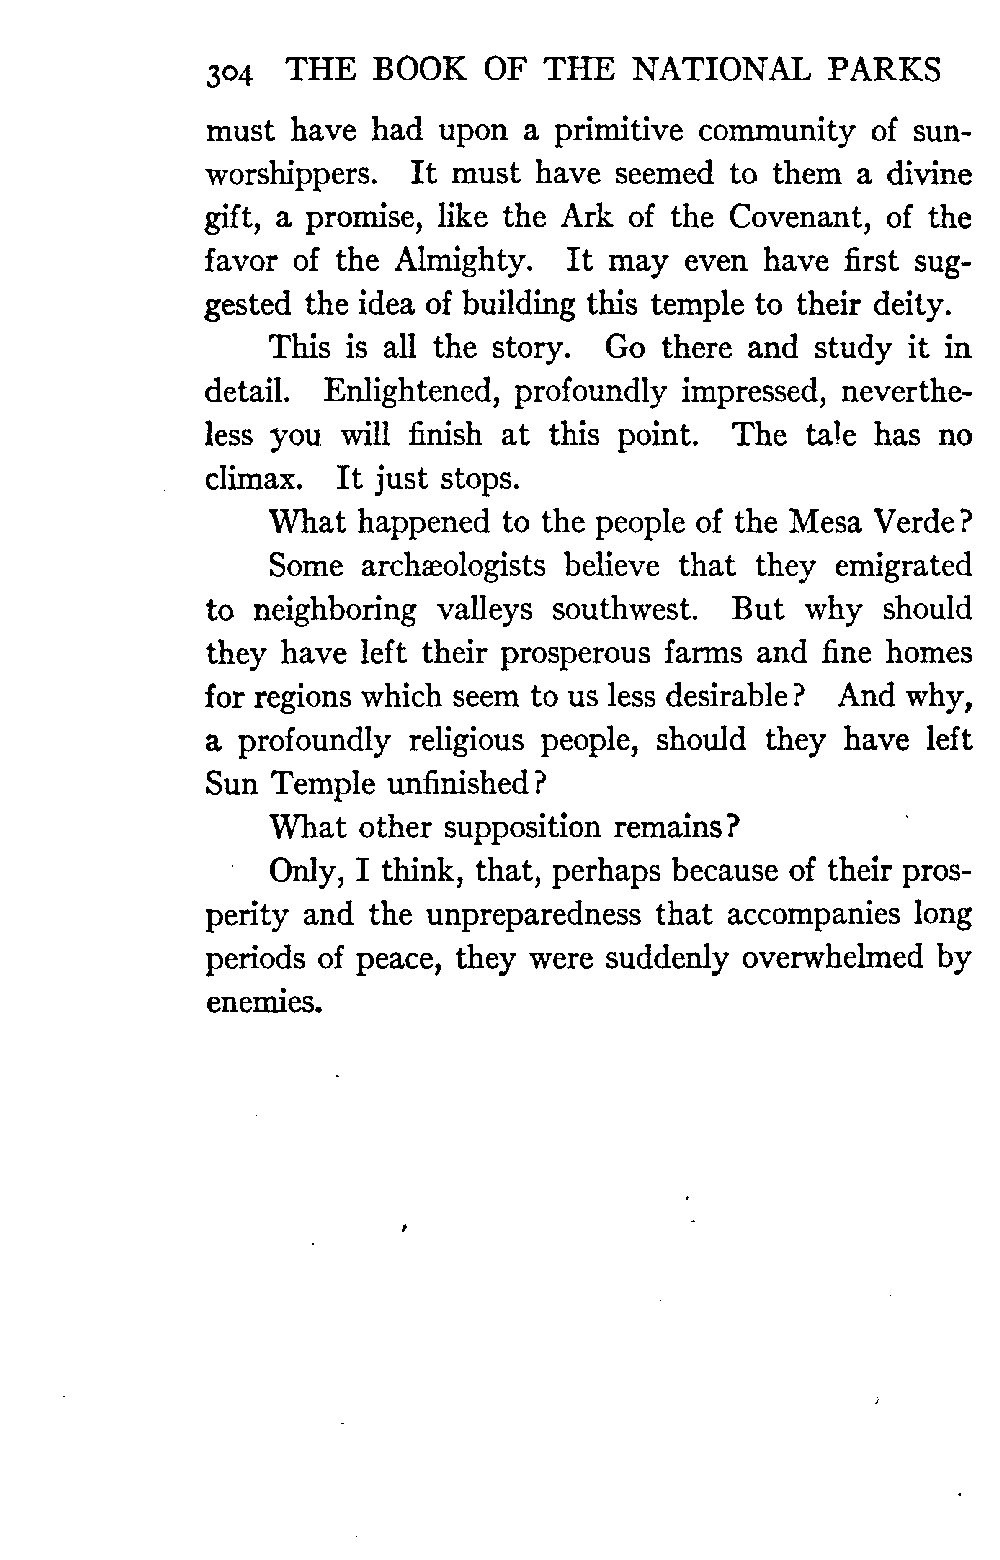 304 THE BOOK OF THE NATIONAL PARKS
must have had upon a primitive community of sun-
worshippers. It must have seemed to them a divine
gift, a promise, like the Ark of the Covenant, of the
favor of the Almighty. It may even have first sug-
gested the idea of building this temple to their deity.
This is all the story. Go there and study it in
detail. Enlightened, profoundly impressed, neverthe-
less you will finish at this point. The tale has no
climax. It just stops.
What happened to the people of the Mesa Verde?
Some archæologists believe that they emigrated
to neighboring valleys southwest. But why should
they have left their prosperous farms and fine homes
for regions which seem to us less desirable? And why,
a profoundly religious people, should they have left
Sun Temple unfinished?
What other supposition remains?
Only, I think, that, perhaps because of their pros-
perity and the unpreparedness that accompanies long
periods of peace, they were suddenly overwhelmed by
enemies.